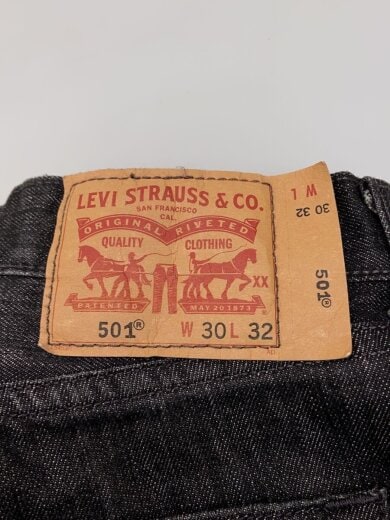 LEVI STRAUSS & CO.
SAN FRANCISCO
CAL.
ORIGINAL RIVETED
QUALITY CLOTHING
XX
PATENTED MAY 20 1873
501® W 30 L 32
W L
30 32
501®